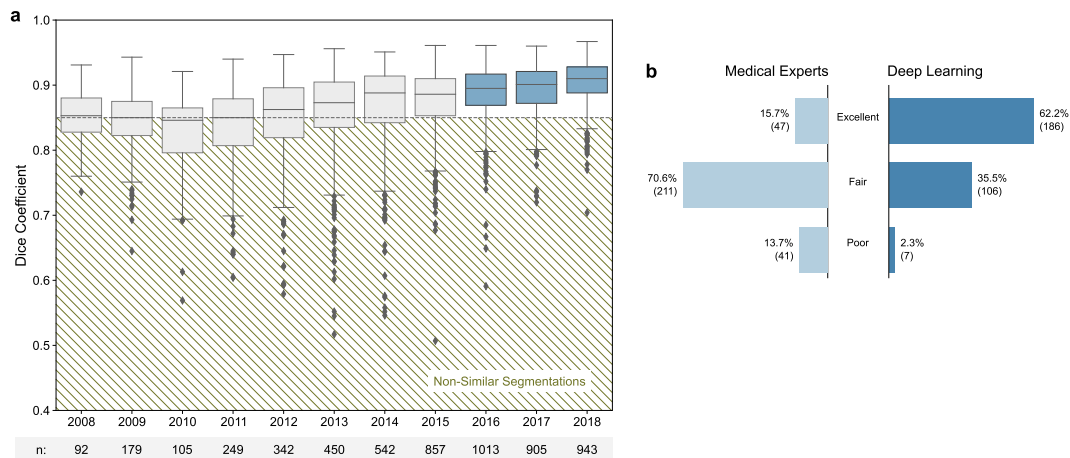 a
1.0
0.9
0.8
0.7
0.6
0.5
0.4
Dice Coefficient
Non-Similar Segmentations
2008 2009 2010 2011 2012 2013 2014 2015 2016 2017 2018
n: 92 179 105 249 342 450 542 857 1013 905 943
b
Medical Experts Deep Learning
15.7%
(47)
Excellent
62.2%
(186)
70.6%
(211)
Fair
35.5%
(106)
13.7%
(41)
Poor
2.3%
(7)